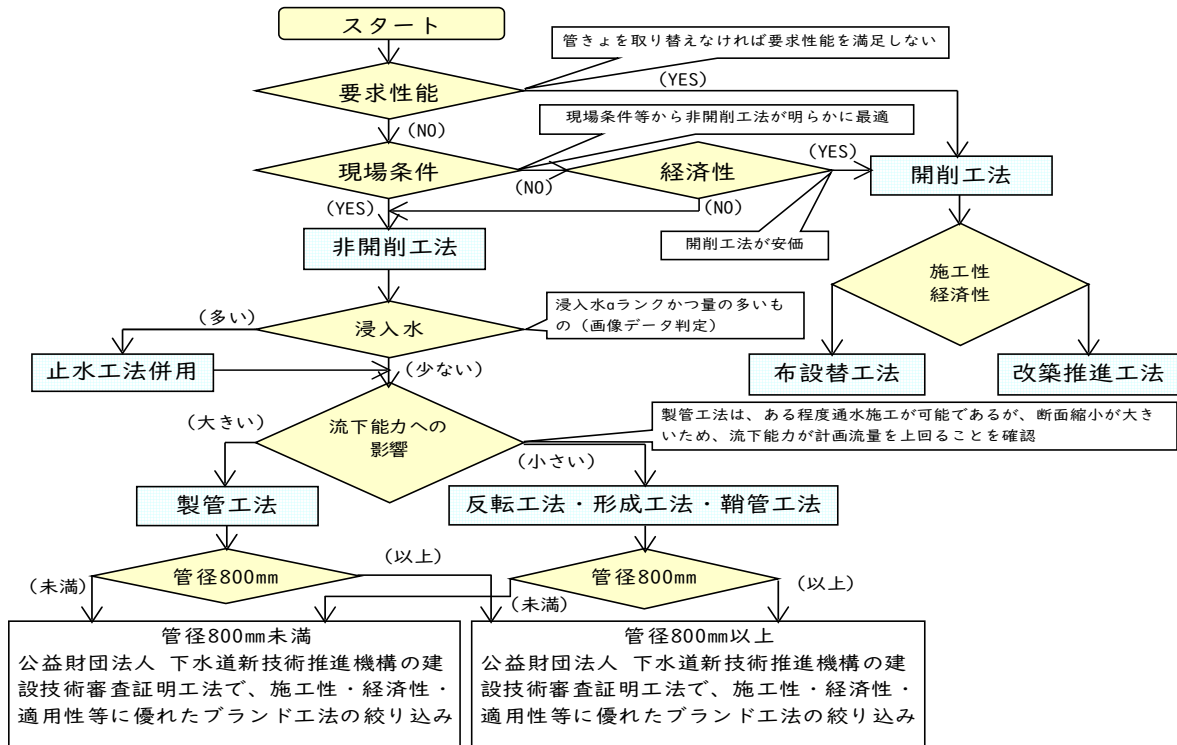 スタート
管きょを取り替えなければ要求性能を満足しない
要求性能
(YES)
(NO)
現場条件等から非開削工法が明らかに最適
現場条件
(NO)
経済性
(YES)
開削工法
(YES)
(NO)
非開削工法
開削工法が安価
施工性
経済性
(多い)
浸入水
浸入水aランクかつ量の多いも
の(画像データ判定)
止水工法併用
(少ない)
布設替工法
改築推進工法
(大きい)
流下能力への
影響
製管工法は、ある程度通水施工が可能であるが、断面縮小が大き
いため、流下能力が計画流量を上回ることを確認
(小さい)
製管工法
反転工法・形成工法・鞘管工法
管径800mm
(以上)
(未満)
管径800mm
(以上)
(未満)
管径800mm未満
公益財団法人 下水道新技術推進機構の建
設技術審査証明工法で、施工性・経済性・
適用性等に優れたブランド工法の絞り込み
管径800mm以上
公益財団法人 下水道新技術推進機構の建
設技術審査証明工法で、施工性・経済性・
適用性等に優れたブランド工法の絞り込み